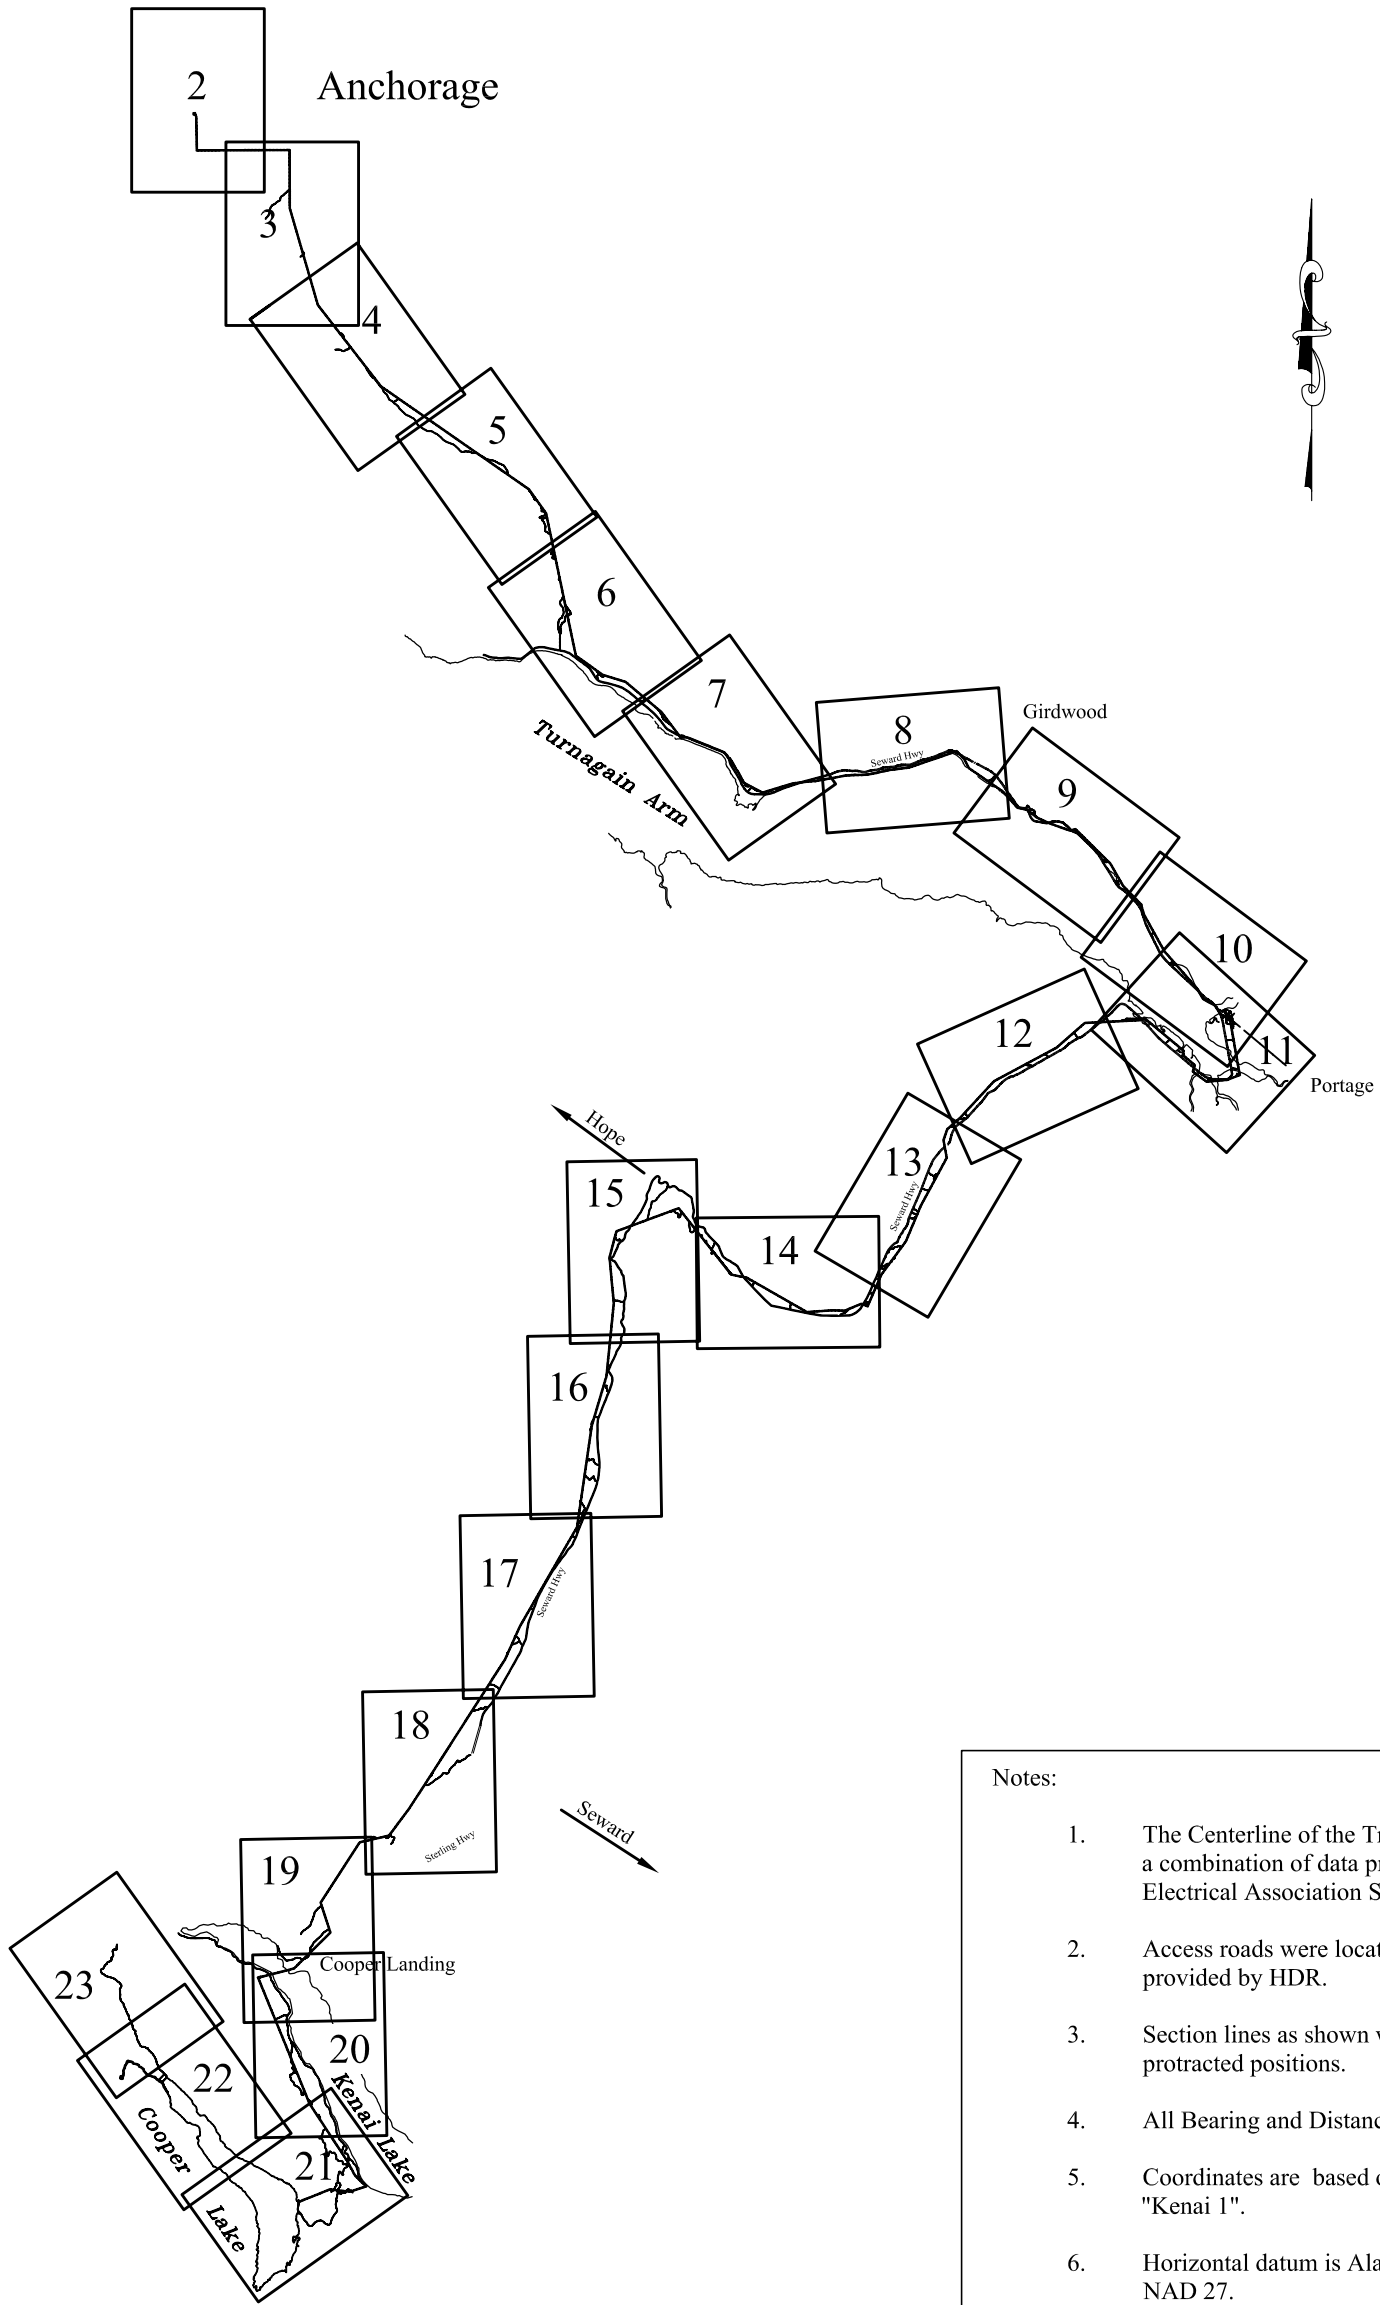 2
Anchorage
3
4
5
6
7
Turnagain Arm
8
Seward Hwy
Girdwood
9
10
11
Portage
12
13
Seward Hwy
Hope
15
14
16
17
Seward Hwy
18
Seward
Sterling Hwy
19
Cooper Landing
23
20
22
Kenai Lake
Cooper
21
Lake
Notes:
1. The Centerline of the Tr
a combination of data p
Electrical Association S
2. Access roads were locat
provided by HDR.
3. Section lines as shown
protracted positions.
4. All Bearing and Distanc
5. Coordinates are based
"Kenai 1".
6. Horizontal datum is Ala
NAD 27.